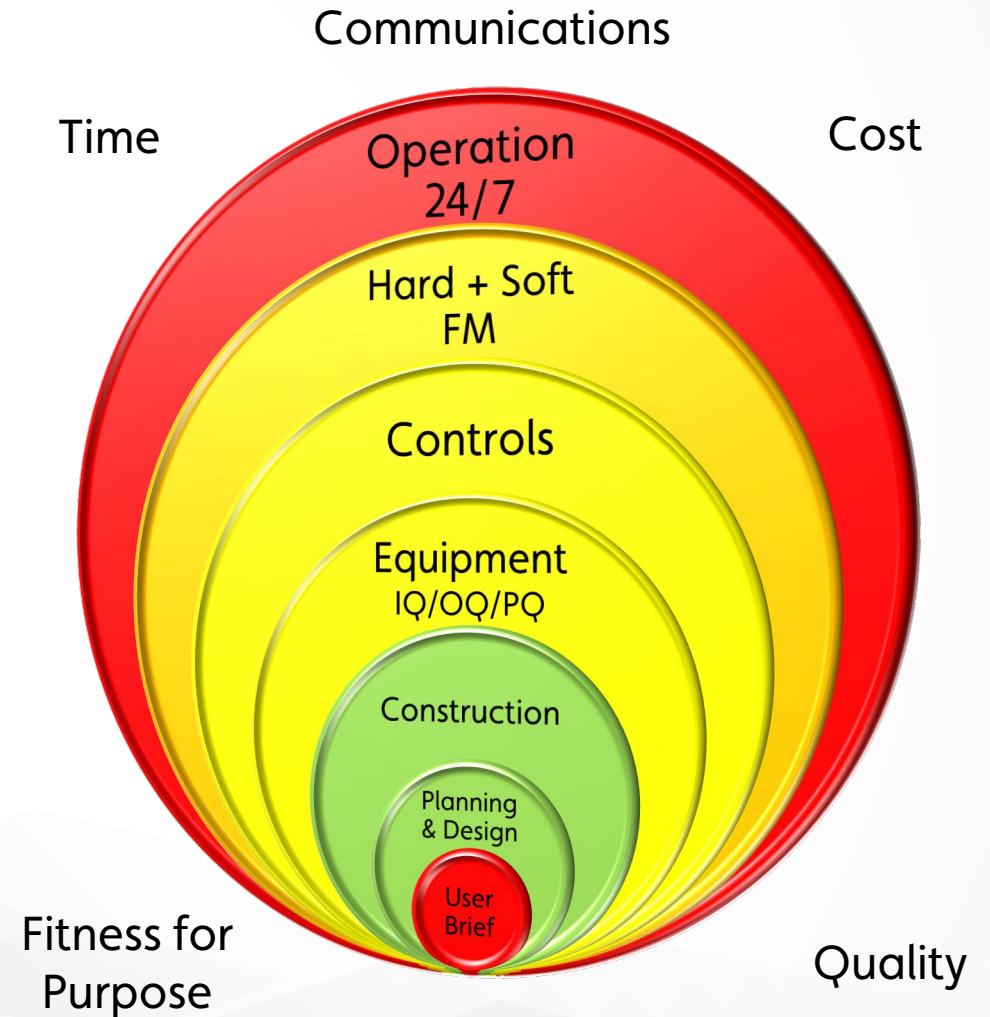 Communications
Time
Cost
Operation
24/7
Hard + Soft
FM
Controls
Equipment
IQ/OQ/PQ
Construction
Planning
& Design
User
Brief
Fitness for
Purpose
Quality